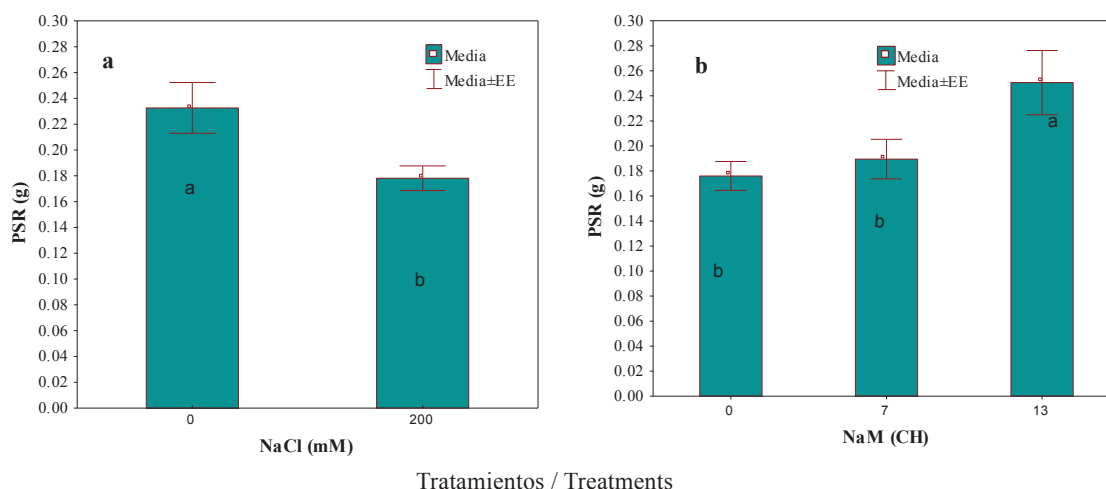 a
Media
Media±EE
PSR (g)
0.30
0.28
0.26
0.24
0.22
0.20
0.18
0.16
0.14
0.12
0.10
0.08
0.06
0.04
0.02
0.00
a
b
0
200
NaCl (mM)
b
Media
Media±EE
PSR (g)
0.30
0.28
0.26
0.24
0.22
0.20
0.18
0.16
0.14
0.12
0.10
0.08
0.06
0.04
0.02
0.00
b
b
a
0
7
13
NaM (CH)
Tratamientos / Treatments